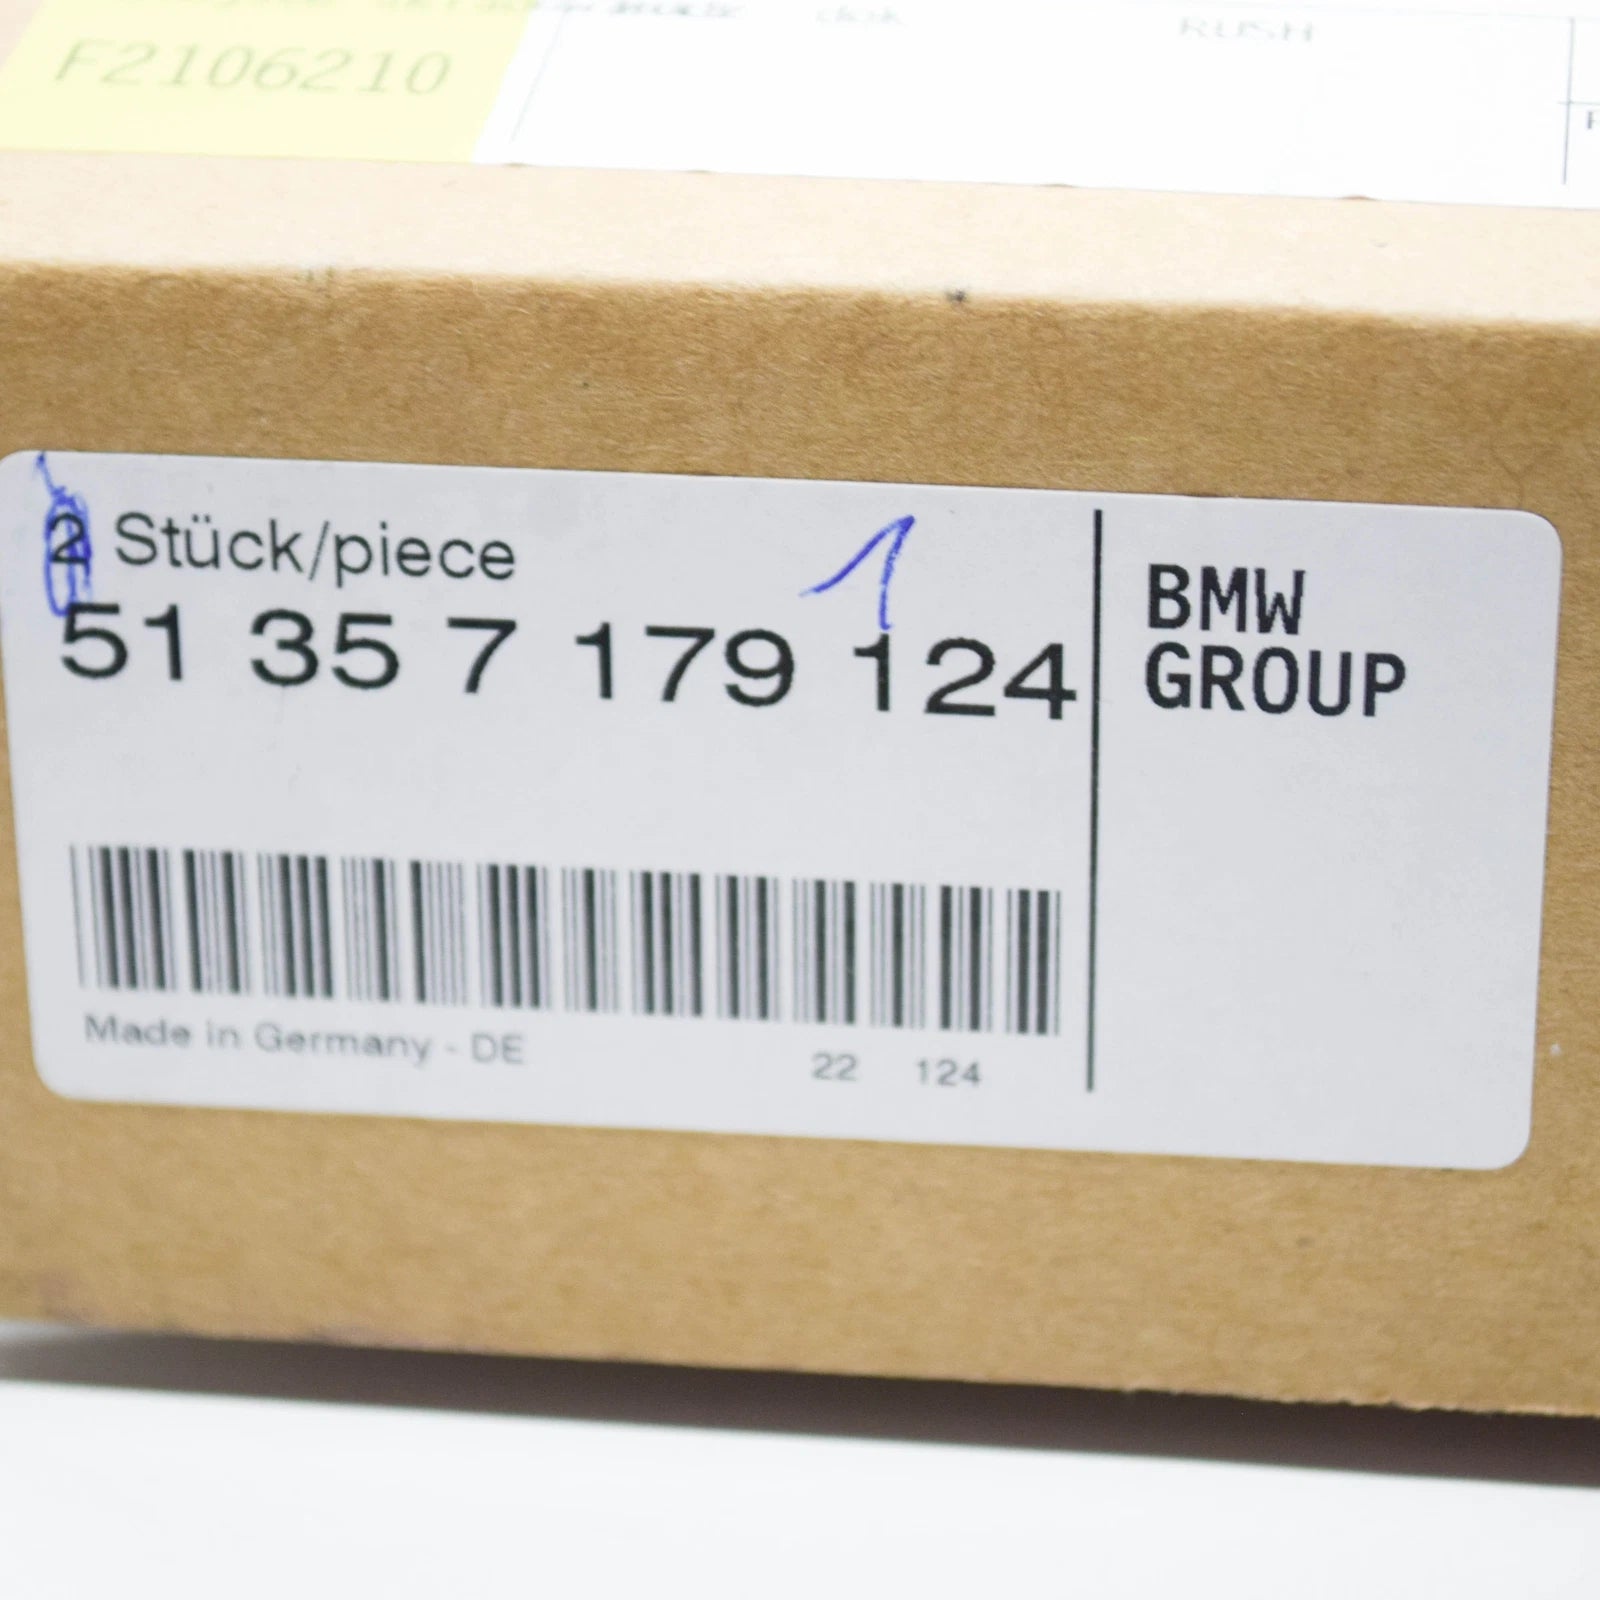 RUSH
F2106210
2 Stück/piece 1
51 35 7 179 124
BMW
GROUP
Made in Germany - DE 22 124